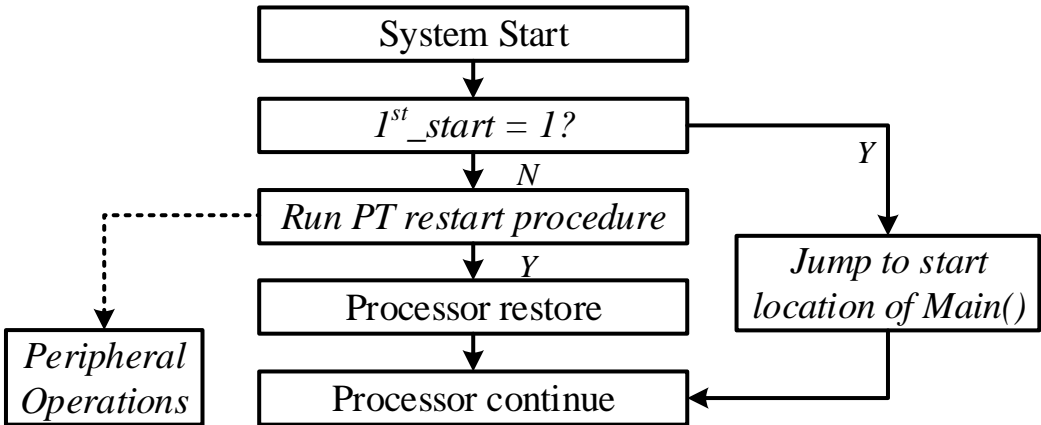 System Start
1st_start = 1?
Y
N
Run PT restart procedure
Y
Jump to start
location of Main()
Processor restore
Peripheral
Operations
Processor continue